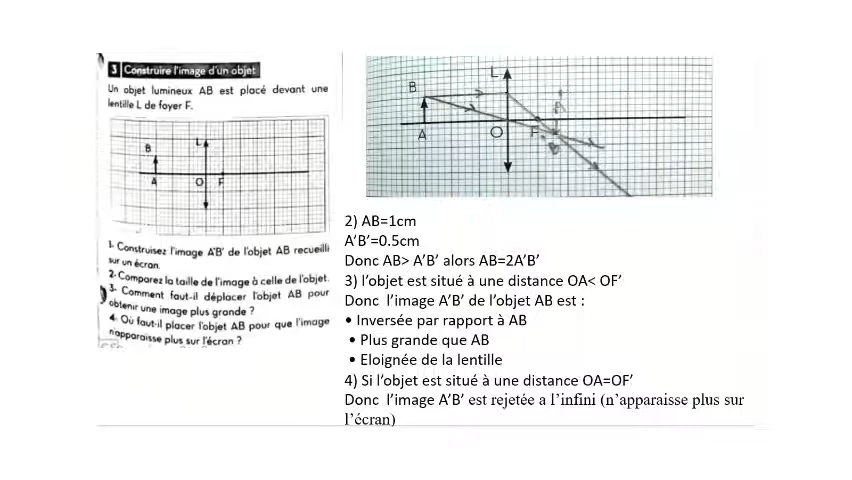 3 Construire l'image d'un objet
Un objet lumineux AB est placé devant une
lentille L de foyer F.
B
L
A
O
F
1- Construisez l'image A'B' de l'objet AB recueilli
sur un écran.
2- Comparez la taille de l'image à celle de l'objet.
3- Comment faut-il déplacer l'objet AB pour
obtenir une image plus grande ?
4- Où faut-il placer l'objet AB pour que l'image
n'apparaisse plus sur l'écran ?
L
B
A
O
F
2) AB=1cm
A'B'=0.5cm
Donc AB> A'B' alors AB=2A'B'
3) l'objet est situé à une distance OA< OF'
Donc l'image A'B' de l'objet AB est :
• Inversée par rapport à AB
• Plus grande que AB
• Eloignée de la lentille
4) Si l'objet est situé à une distance OA=OF'
Donc l'image A'B' est rejetée a l'infini (n'apparaisse plus sur
l'écran)